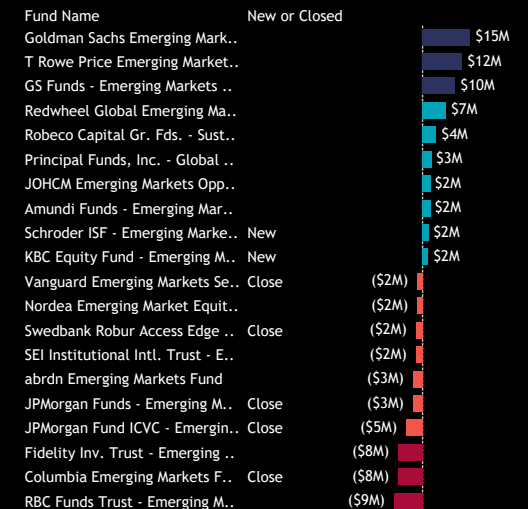 Fund Name New or Closed
Goldman Sachs Emerging Mark.. $15M
T Rowe Price Emerging Market.. $12M
GS Funds - Emerging Markets .. $10M
Redwheel Global Emerging Ma.. $7M
Robeco Capital Gr. Fds. - Sust.. $4M
Principal Funds, Inc. - Global .. $3M
JOHCM Emerging Markets Opp.. $2M
Amundi Funds - Emerging Mar.. $2M
Schroder ISF - Emerging Marke.. New $2M
KBC Equity Fund - Emerging M.. New $2M
Vanguard Emerging Markets Se.. Close ($2M)
Nordea Emerging Market Equit.. ($2M)
Swedbank Robur Access Edge .. Close ($2M)
SEI Institutional Intl. Trust - E.. ($2M)
abrdn Emerging Markets Fund ($3M)
JPMorgan Funds - Emerging M.. Close ($3M)
JPMorgan Fund ICVC - Emergin.. Close ($5M)
Fidelity Inv. Trust - Emerging .. ($8M)
Columbia Emerging Markets F.. Close ($8M)
RBC Funds Trust - Emerging M.. ($9M)